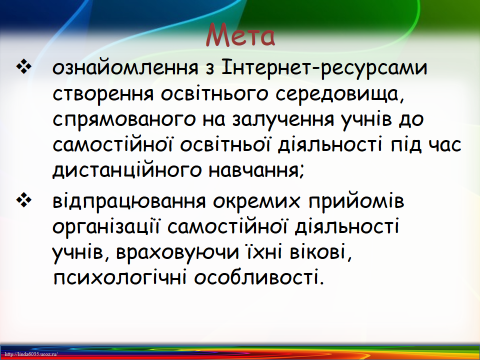 Мета
❖ ознайомлення з Інтернет-ресурсами
створення освітнього середовища,
спрямованого на залучення учнів до
самостійної освітньої діяльності під час
дистанційного навчання;
❖ відпрацювання окремих прийомів
організації самостійної діяльності
учнів, враховуючи їхні вікові,
психологічні особливості.
http://linda6035.ucoz.ru/